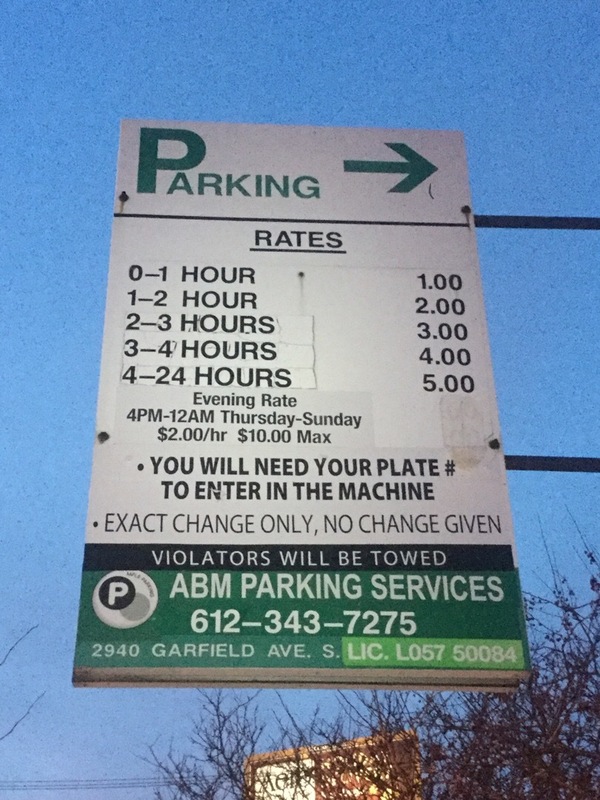 PARKING
RATES
0–1 HOUR 1.00
1–2 HOUR 2.00
2–3 HOURS 3.00
3–4 HOURS 4.00
4–24 HOURS 5.00
Evening Rate
4PM-12AM Thursday-Sunday
$2.00/hr $10.00 Max
• YOU WILL NEED YOUR PLATE #
TO ENTER IN THE MACHINE
• EXACT CHANGE ONLY, NO CHANGE GIVEN
VIOLATORS WILL BE TOWED
P
ABM PARKING SERVICES
612–343–7275
2940 GARFIELD AVE. S. LIC. L057 50084